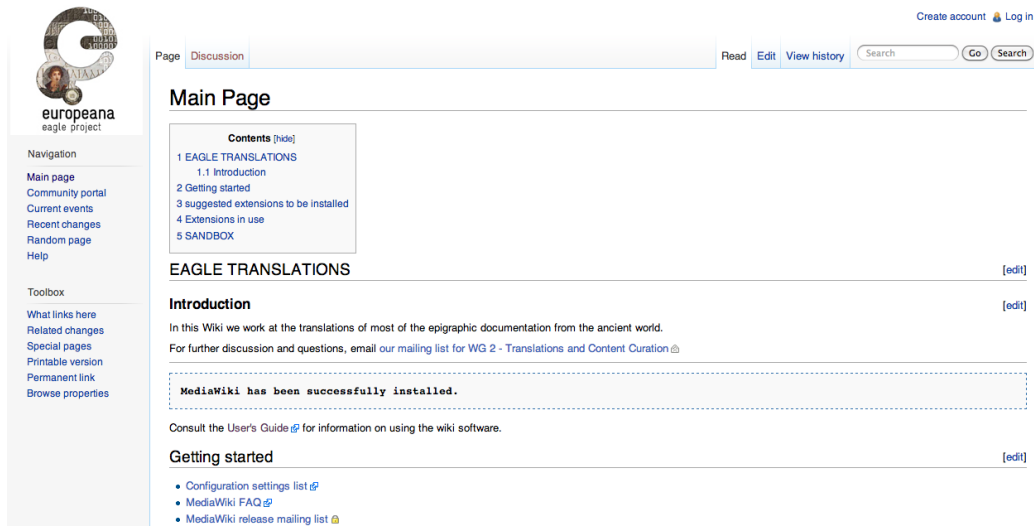 Create account Log in
europeana
eagle project
Page Discussion Read Edit View history Search Go Search
Navigation
Main page
Community portal
Current events
Recent changes
Random page
Help
Toolbox
What links here
Related changes
Special pages
Printable version
Permanent link
Browse properties
Main Page
Contents [hide]
1 EAGLE TRANSLATIONS
1.1 Introduction
2 Getting started
3 suggested extensions to be installed
4 Extensions in use
5 SANDBOX
EAGLE TRANSLATIONS [edit]
Introduction [edit]
In this Wiki we work at the translations of most of the epigraphic documentation from the ancient world.
For further discussion and questions, email our mailing list for WG 2 - Translations and Content Curation
MediaWiki has been successfully installed.
Consult the User's Guide for information on using the wiki software.
Getting started [edit]
Configuration settings list
MediaWiki FAQ
MediaWiki release mailing list